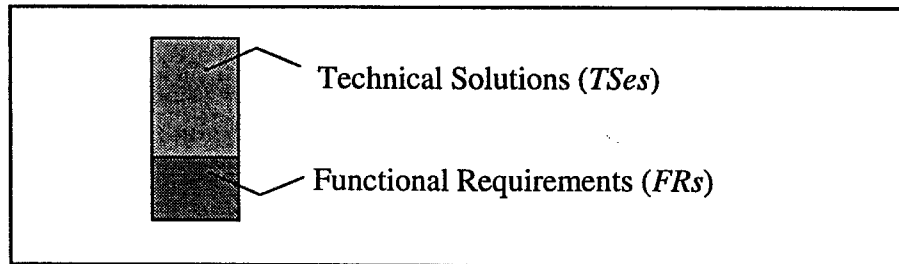 Technical Solutions (TSes)
Functional Requirements (FRs)